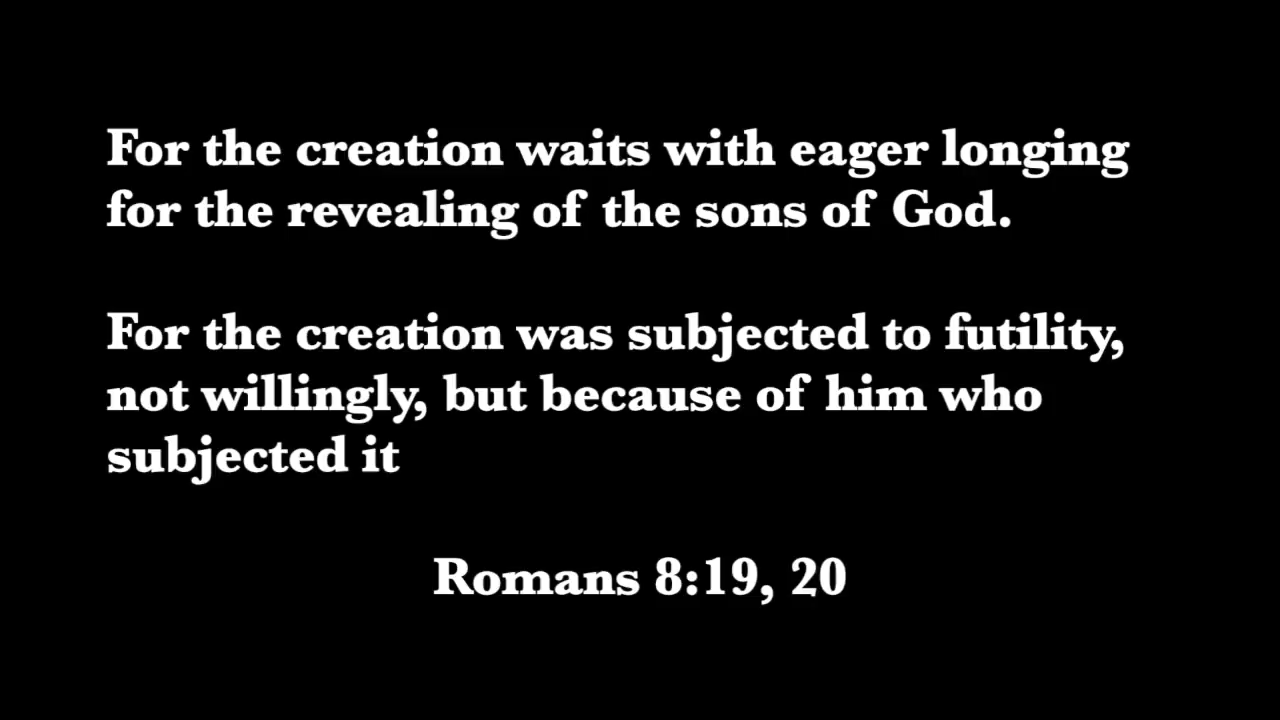 For the creation waits with eager longing
for the revealing of the sons of God.
For the creation was subjected to futility,
not willingly, but because of him who
subjected it
Romans 8:19, 20